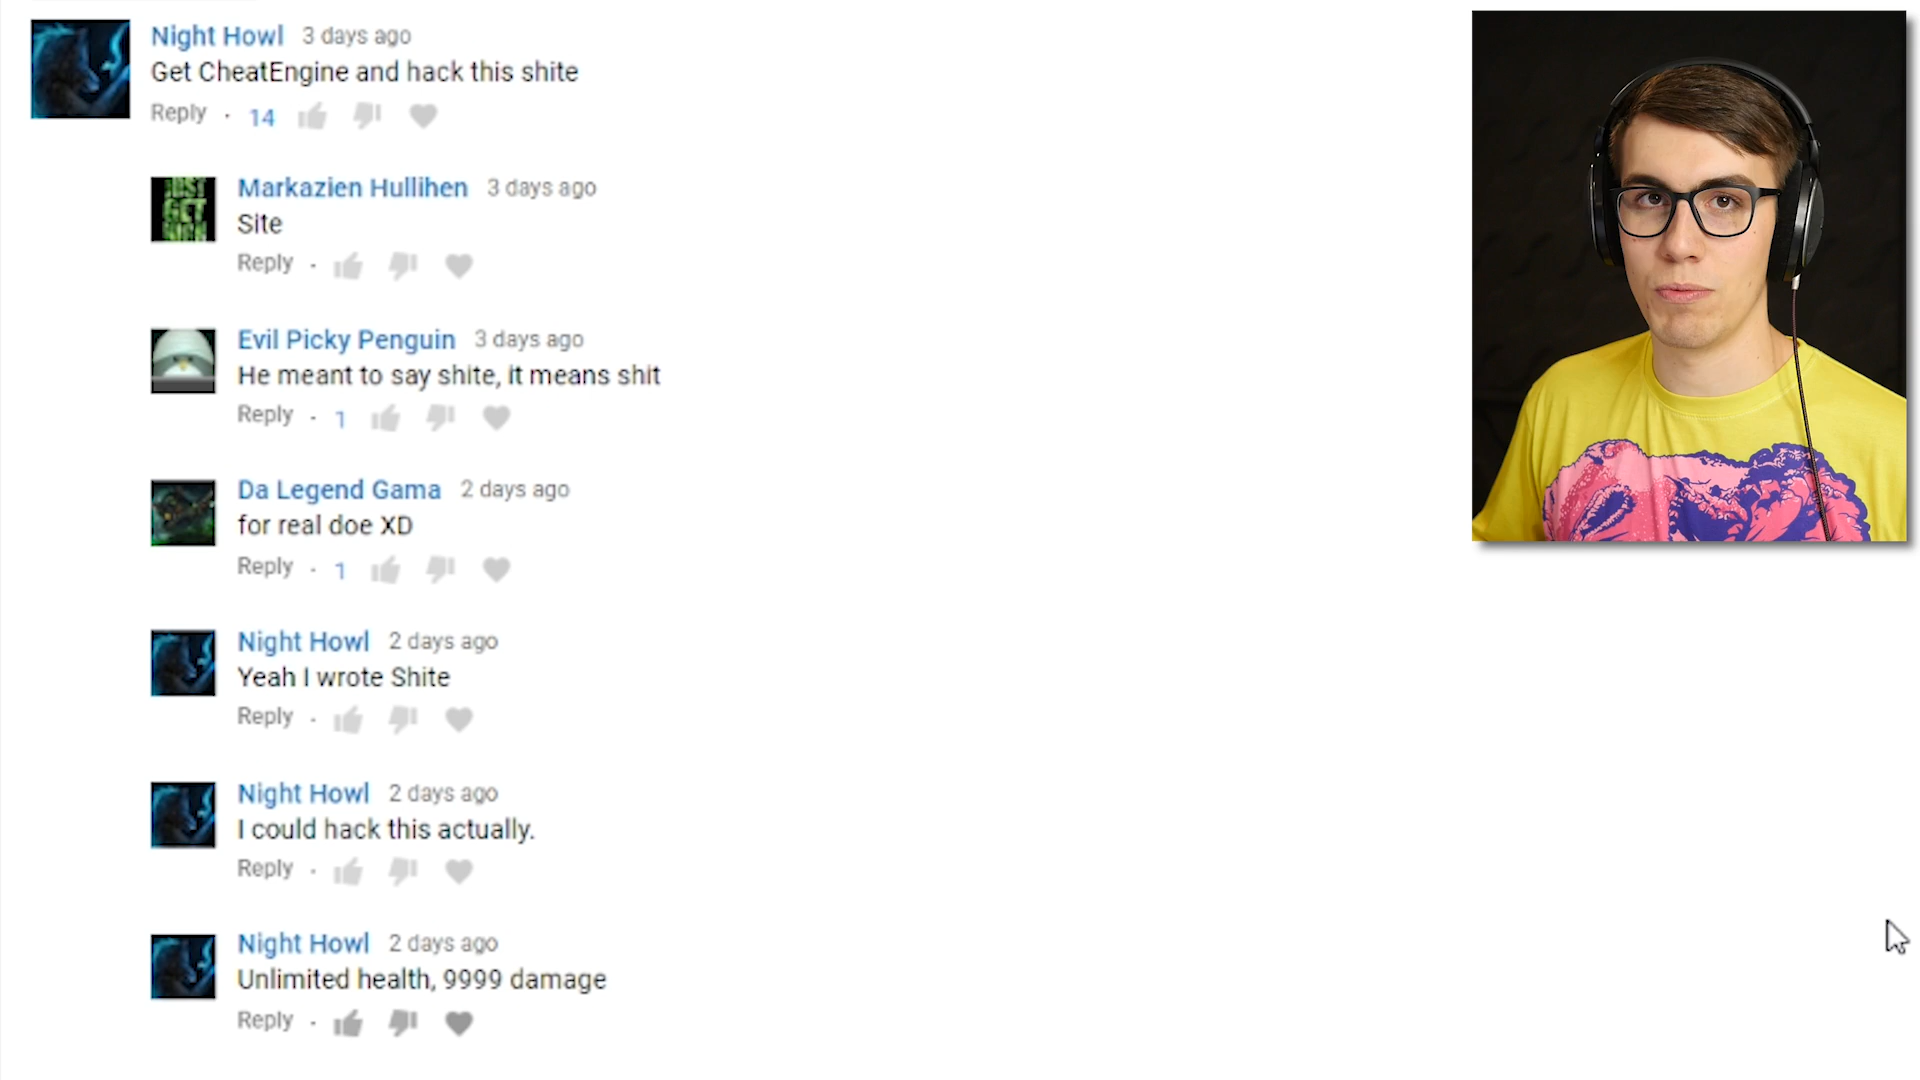 Night Howl 3 days ago
Get CheatEngine and hack this shite
Reply · 14
Markazien Hullihen 3 days ago
Site
Reply ·
Evil Picky Penguin 3 days ago
He meant to say shite, it means shit
Reply · 1
Da Legend Gama 2 days ago
for real doe XD
Reply · 1
Night Howl 2 days ago
Yeah I wrote Shite
Reply ·
Night Howl 2 days ago
I could hack this actually.
Reply ·
Night Howl 2 days ago
Unlimited health, 9999 damage
Reply ·